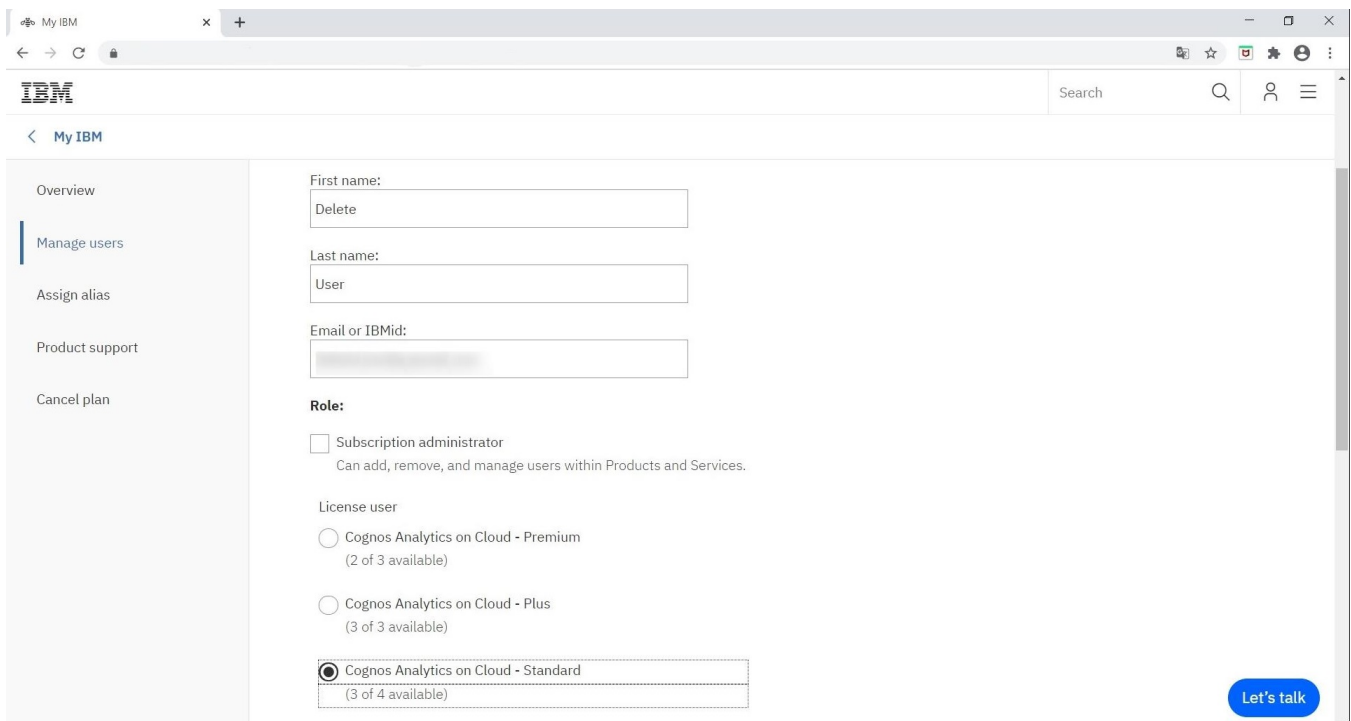 My IBM
IBM
Search
My IBM
Overview
Manage users
Assign alias
Product support
Cancel plan
First name:
Delete
Last name:
User
Email or IBMid:
Role:
Subscription administrator
Can add, remove, and manage users within Products and Services.
License user
Cognos Analytics on Cloud - Premium
(2 of 3 available)
Cognos Analytics on Cloud - Plus
(3 of 3 available)
Cognos Analytics on Cloud - Standard
(3 of 4 available)
Let's talk